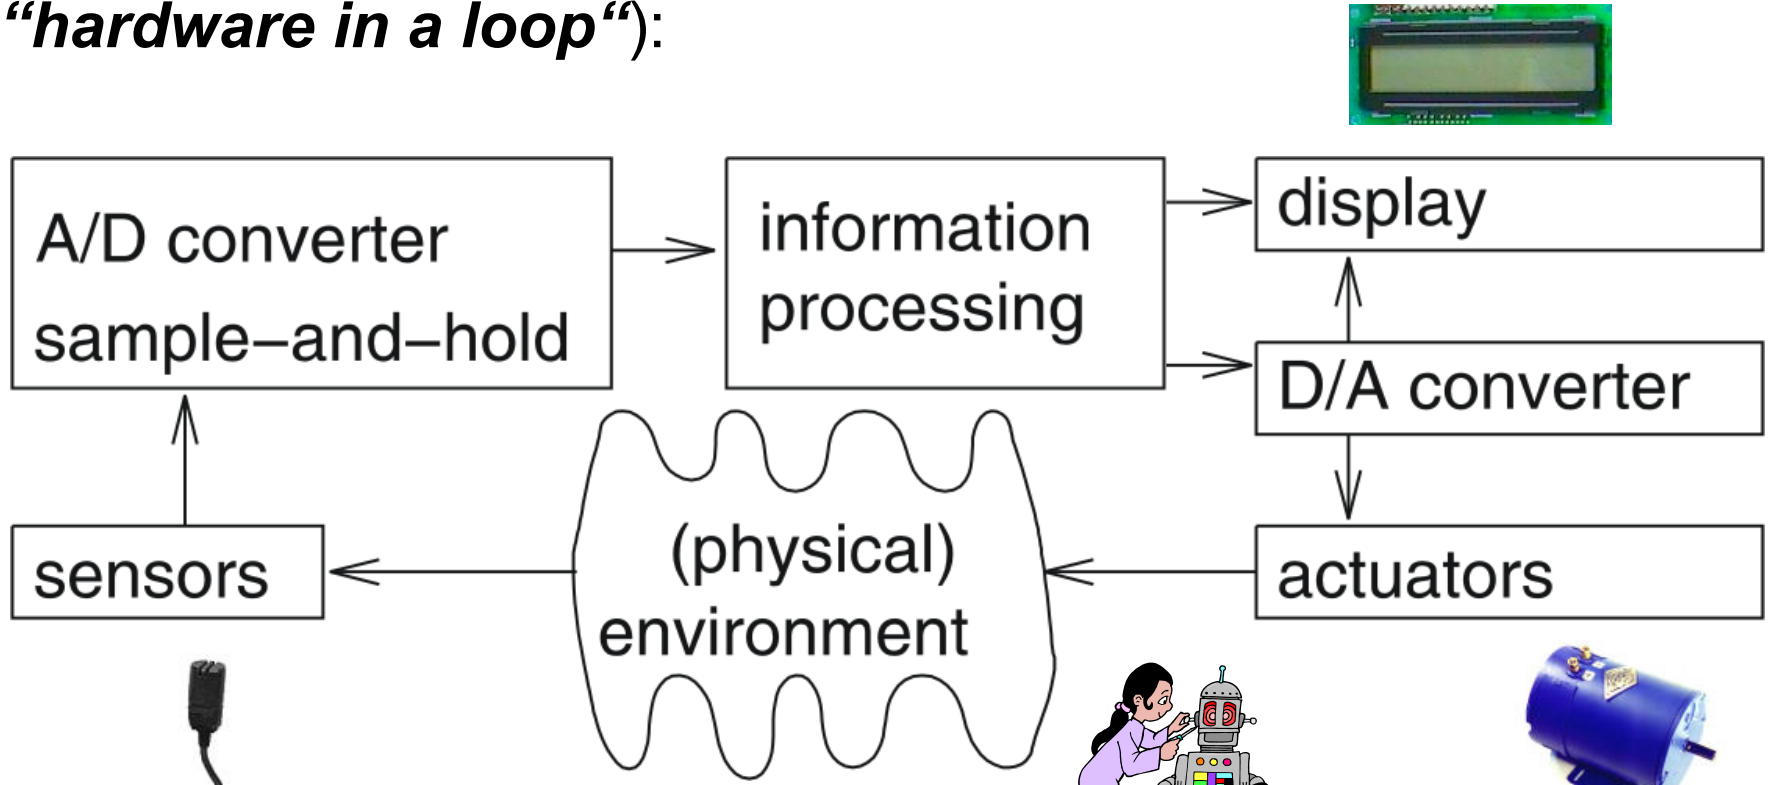 “hardware in a loop“):
A/D converter
sample–and–hold
information
processing
display
D/A converter
sensors
(physical)
environment
actuators